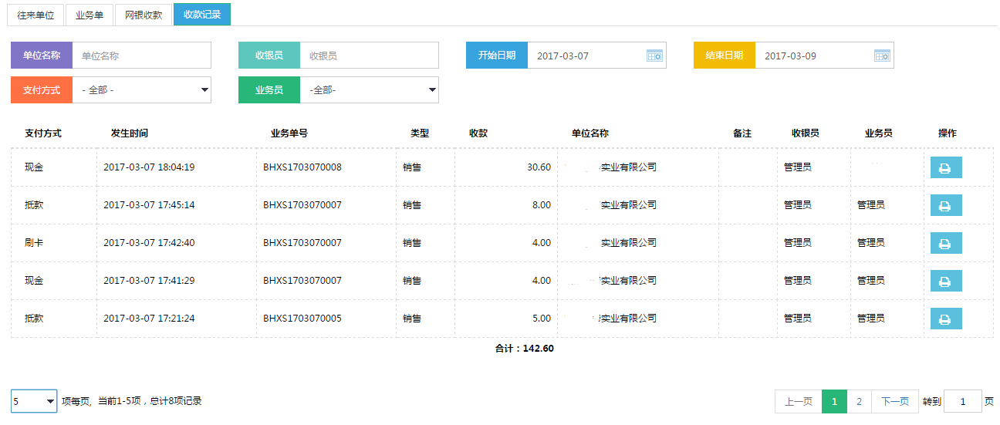 往来单位 业务单 网银收款 收款记录
单位名称 单位名称 收银员 收银员 开始日期 2017-03-07 结束日期 2017-03-09
支付方式 - 全部 - 业务员 -全部-
支付方式 发生时间 业务单号 类型 收款 单位名称 备注 收银员 业务员 操作
现金 2017-03-07 18:04:19 BHXS1703070008 销售 30.60 实业有限公司 管理员
抵款 2017-03-07 17:45:14 BHXS1703070007 销售 8.00 实业有限公司 管理员 管理员
刷卡 2017-03-07 17:42:40 BHXS1703070007 销售 4.00 实业有限公司 管理员 管理员
现金 2017-03-07 17:41:29 BHXS1703070007 销售 4.00 实业有限公司 管理员 管理员
抵款 2017-03-07 17:21:24 BHXS1703070005 销售 5.00 实业有限公司 管理员 管理员
合计：142.60
5 项每页, 当前1-5项，总计8项记录 上一页 1 2 下一页 转到 1 页